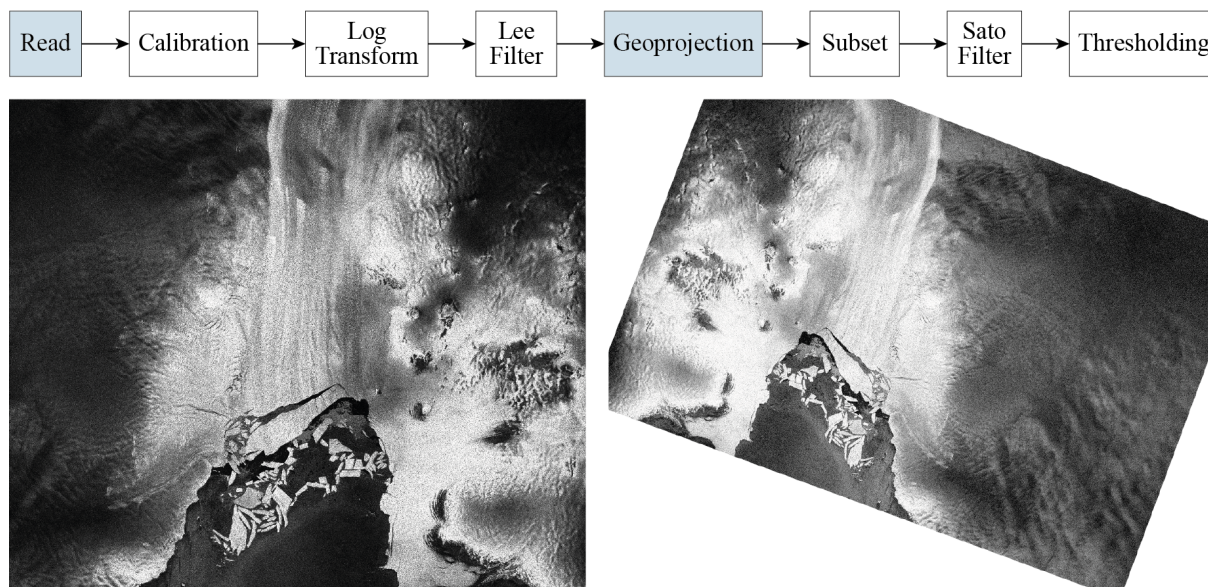 Read
Calibration
Log
Transform
Lee
Filter
Geoprojection
Subset
Sato
Filter
Thresholding